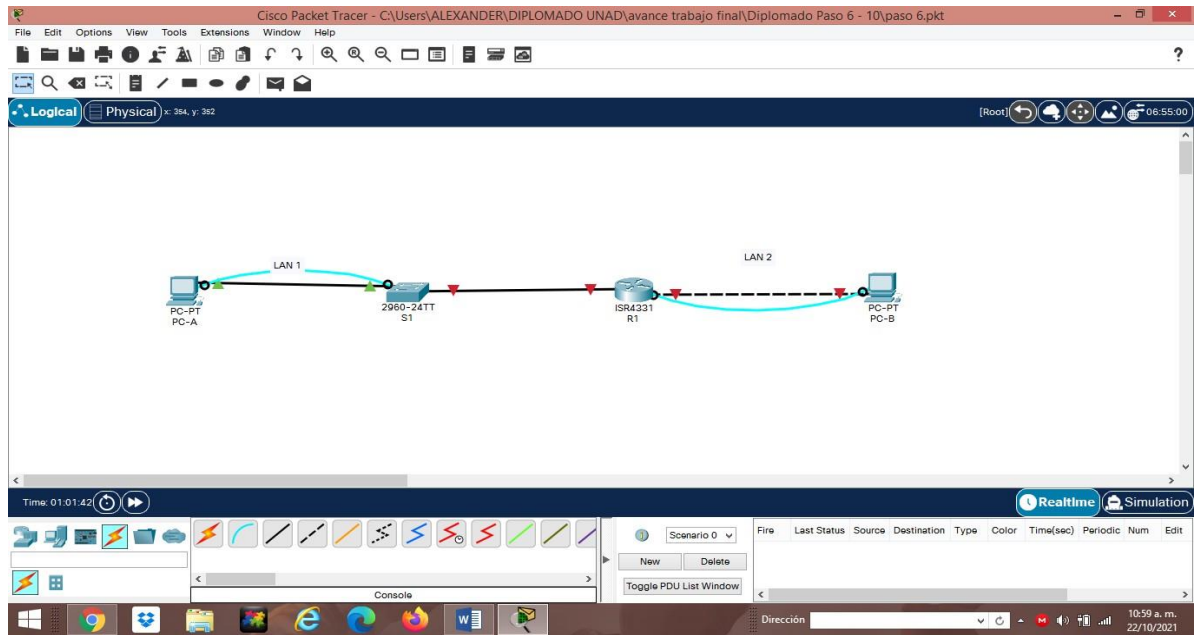 Cisco Packet Tracer - C:\Users\ALEXANDER\DIPLOMADO UNAD\avance trabajo final\Diplomado Paso 6 - 10\paso 6.pkt
File Edit Options View Tools Extensions Window Help
?
Logical Physical x: 354, y: 352 [Root] 06:55:00
LAN 1
LAN 2
PC-PT
PC-A
2960-24TT
S1
ISR4331
R1
PC-PT
PC-B
Time: 01:01:42 Realtime Simulation
Scenario 0
Fire Last Status Source Destination Type Color Time(sec) Periodic Num Edit
New Delete
Toggle PDU List Window
Console
Dirección
10:59 a. m.
22/10/2021